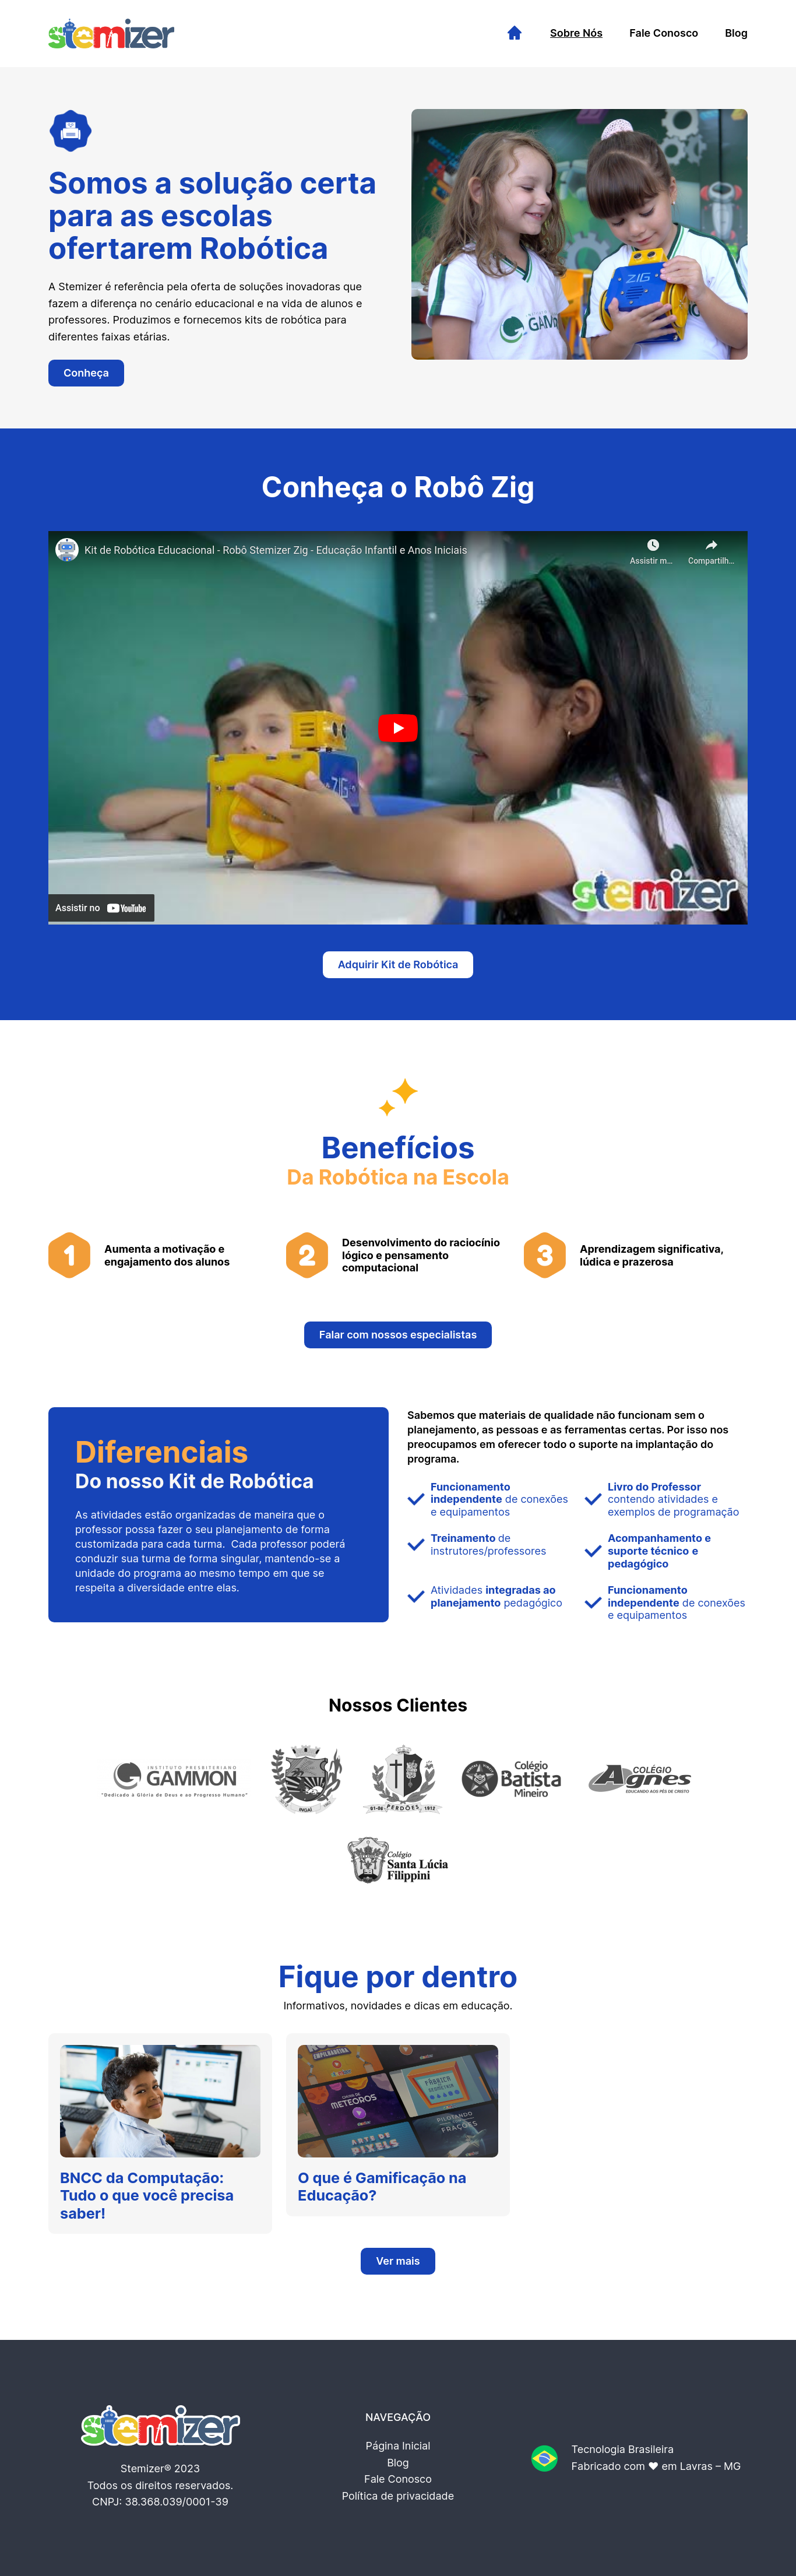 stemizer
Sobre Nós
Fale Conosco
Blog
Somos a solução certa
para as escolas
ofertarem Robótica
A Stemizer é referência pela oferta de soluções inovadoras que
fazem a diferença no cenário educacional e na vida de alunos e
professores. Produzimos e fornecemos kits de robótica para
diferentes faixas etárias.
Conheça
ZIG
Conheça o Robô Zig
Kit de Robótica Educacional - Robô Stemizer Zig - Educação Infantil e Anos Iniciais
Assistir m...
Compartilh...
ZIG
stemizer
Assistir no YouTube
Adquirir Kit de Robótica
Benefícios
Da Robótica na Escola
1
Aumenta a motivação e
engajamento dos alunos
2
Desenvolvimento do raciocínio
lógico e pensamento
computacional
3
Aprendizagem significativa,
lúdica e prazerosa
Falar com nossos especialistas
Diferenciais
Do nosso Kit de Robótica
As atividades estão organizadas de maneira que o
professor possa fazer o seu planejamento de forma
customizada para cada turma.  Cada professor poderá
conduzir sua turma de forma singular, mantendo-se a
unidade do programa ao mesmo tempo em que se
respeita a diversidade entre elas.
Sabemos que materiais de qualidade não funcionam sem o
planejamento, as pessoas e as ferramentas certas. Por isso nos
preocupamos em oferecer todo o suporte na implantação do
programa.
Funcionamento
independente de conexões
e equipamentos
Livro do Professor
contendo atividades e
exemplos de programação
Treinamento de
instrutores/professores
Acompanhamento e
suporte técnico e
pedagógico
Atividades integradas ao
planejamento pedagógico
Funcionamento
independente de conexões
e equipamentos
Nossos Clientes
INSTITUTO PRESBITERIANO
GAMMON
"Dedicado à Glória de Deus e ao Progresso Humano"
PERDÕES
1912
Colégio
Batista
Mineiro
COLÉGIO
Agnes
EDUCANDO AOS PÉS DE CRISTO
Colégio
Santa Lúcia
Filippini
Fique por dentro
Informativos, novidades e dicas em educação.
EMPILHADEIRA
CHUVA DE
METEOROS
FÁBRICA
GEOMÉTRICA
ARTE DE
PIXELS
PILOTANDO
FRAÇÕES
BNCC da Computação:
Tudo o que você precisa
saber!
O que é Gamificação na
Educação?
Ver mais
stemizer
Stemizer® 2023
Todos os direitos reservados.
CNPJ: 38.368.039/0001-39
NAVEGAÇÃO
Página Inicial
Blog
Fale Conosco
Política de privacidade
Tecnologia Brasileira
Fabricado com ♥ em Lavras – MG